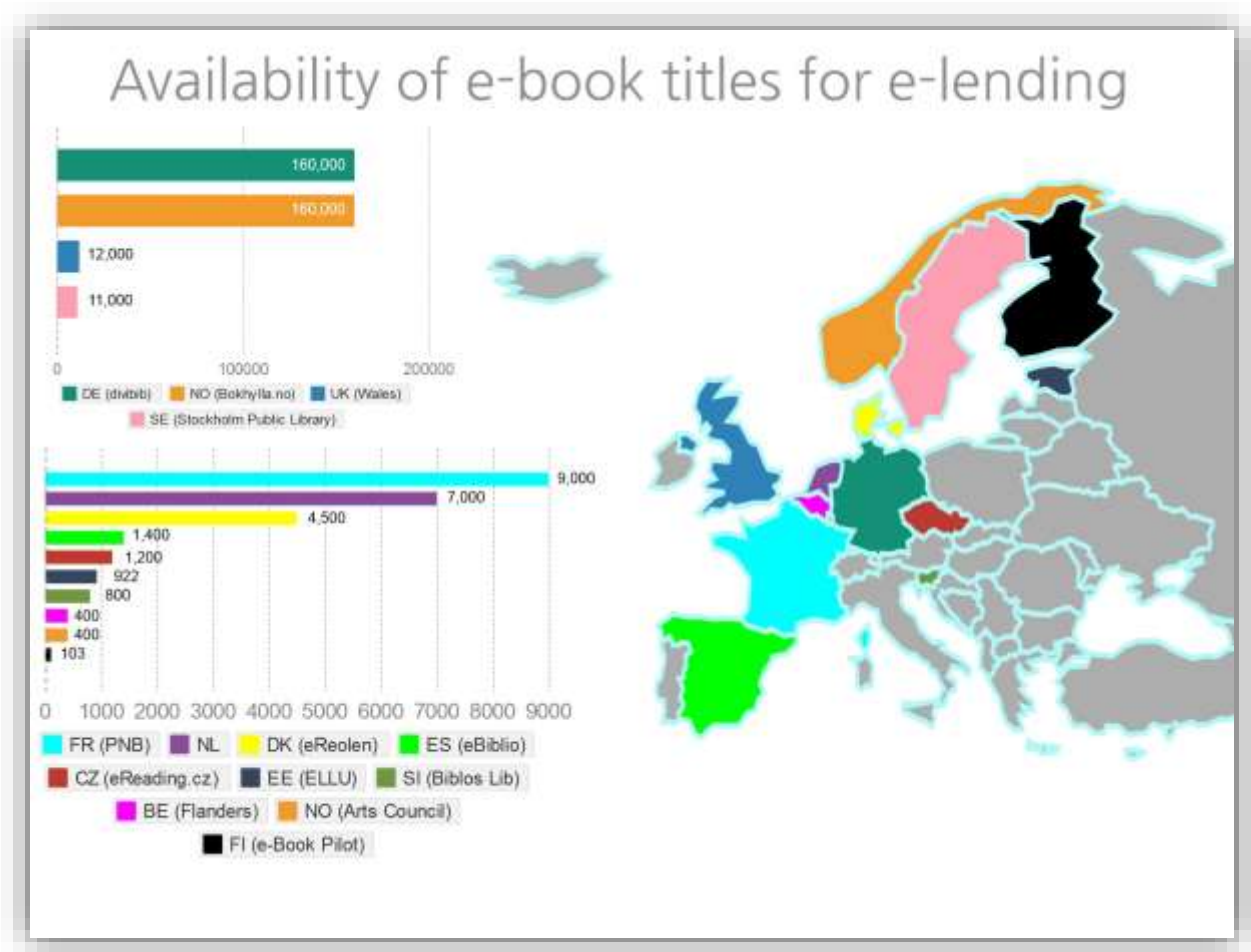 Availability of e-book titles for e-lending
160,000
160,000
12,000
11,000
0 100000 200000
DE (divibib) NO (Bokhylla.no) UK (Wales)
SE (Stockholm Public Library)
9,000
7,000
4,500
1,400
1,200
922
800
400
400
103
0 1000 2000 3000 4000 5000 6000 7000 8000 9000
FR (PNB) NL DK (eReolen) ES (eBiblio)
CZ (eReading.cz) EE (ELLU) SI (Biblos Lib)
BE (Flanders) NO (Arts Council)
FI (e-Book Pilot)